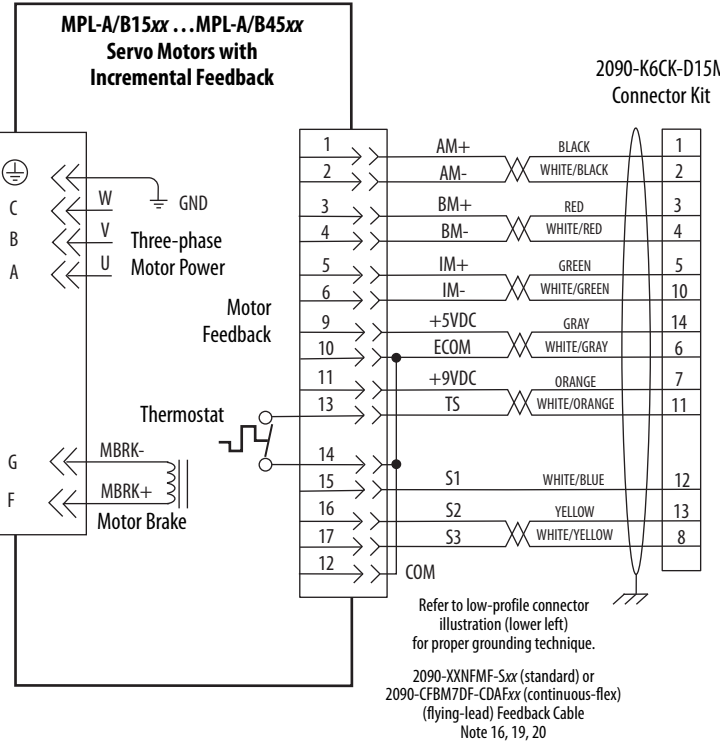 MPL-A/B15xx …MPL-A/B45xx
Servo Motors with
Incremental Feedback
2090-K6CK-D15M
Connector Kit
1 AM+ BLACK 1
2 AM- WHITE/BLACK 2
3 BM+ RED 3
4 BM- WHITE/RED 4
5 IM+ GREEN 5
6 IM- WHITE/GREEN 10
9 +5VDC GRAY 14
10 ECOM WHITE/GRAY 6
11 +9VDC ORANGE 7
13 TS WHITE/ORANGE 11
14
15 S1 WHITE/BLUE 12
16 S2 YELLOW 13
17 S3 WHITE/YELLOW 8
12 COM
GND
C W
B V
A U
Three-phase
Motor Power
Motor
Feedback
Thermostat
G MBRK-
F MBRK+
Motor Brake
Refer to low-profile connector
illustration (lower left)
for proper grounding technique.
2090-XXNFMF-Sxx (standard) or
2090-CFBM7DF-CDAFxx (continuous-flex)
(flying-lead) Feedback Cable
Note 16, 19, 20